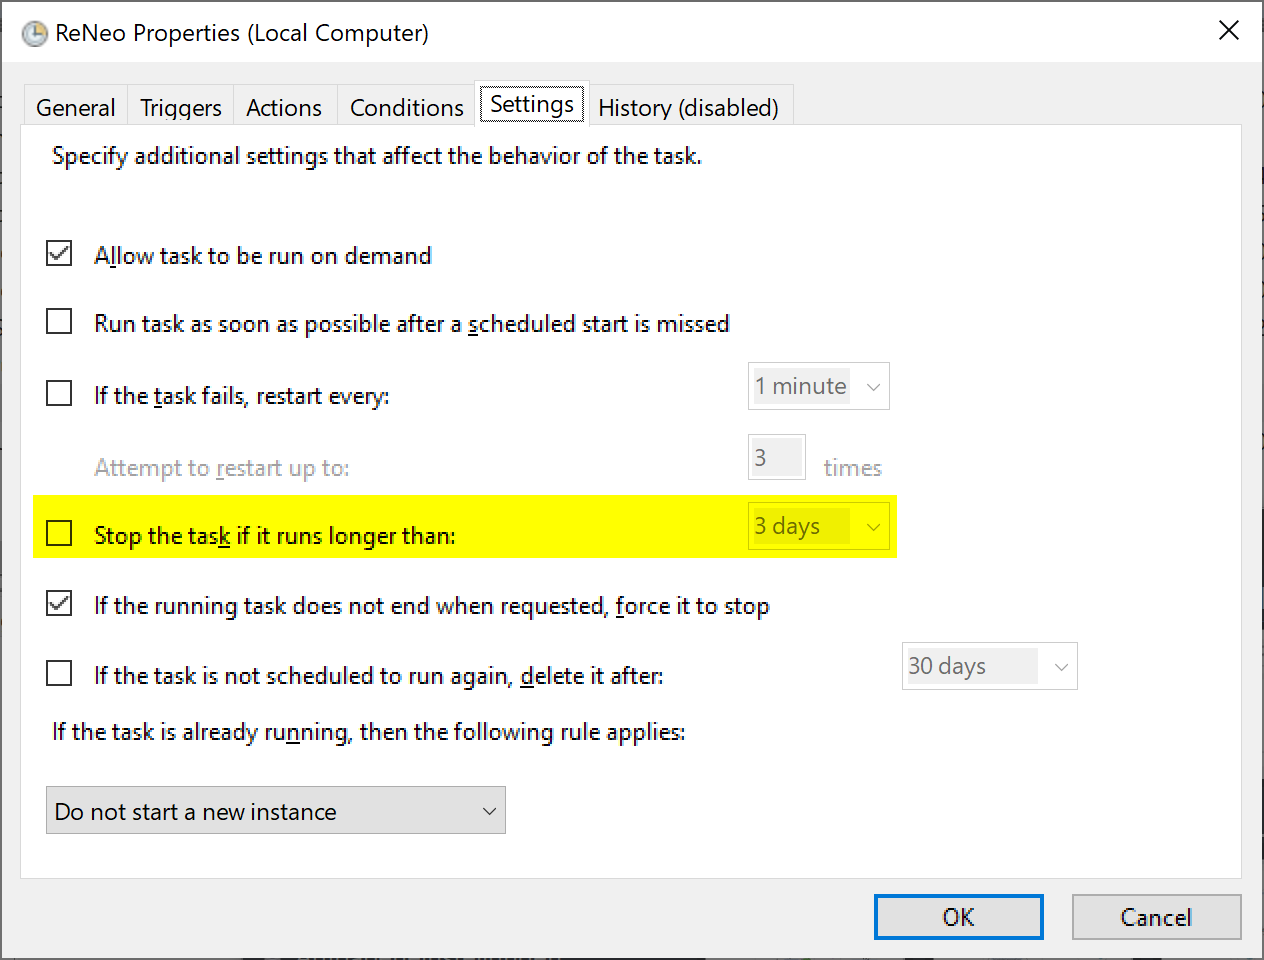 ReNeo Properties (Local Computer)
General Triggers Actions Conditions Settings History (disabled)
Specify additional settings that affect the behavior of the task.
Allow task to be run on demand
Run task as soon as possible after a scheduled start is missed
If the task fails, restart every: 1 minute
Attempt to restart up to: 3 times
Stop the task if it runs longer than: 3 days
If the running task does not end when requested, force it to stop
If the task is not scheduled to run again, delete it after: 30 days
If the task is already running, then the following rule applies:
Do not start a new instance
OK Cancel